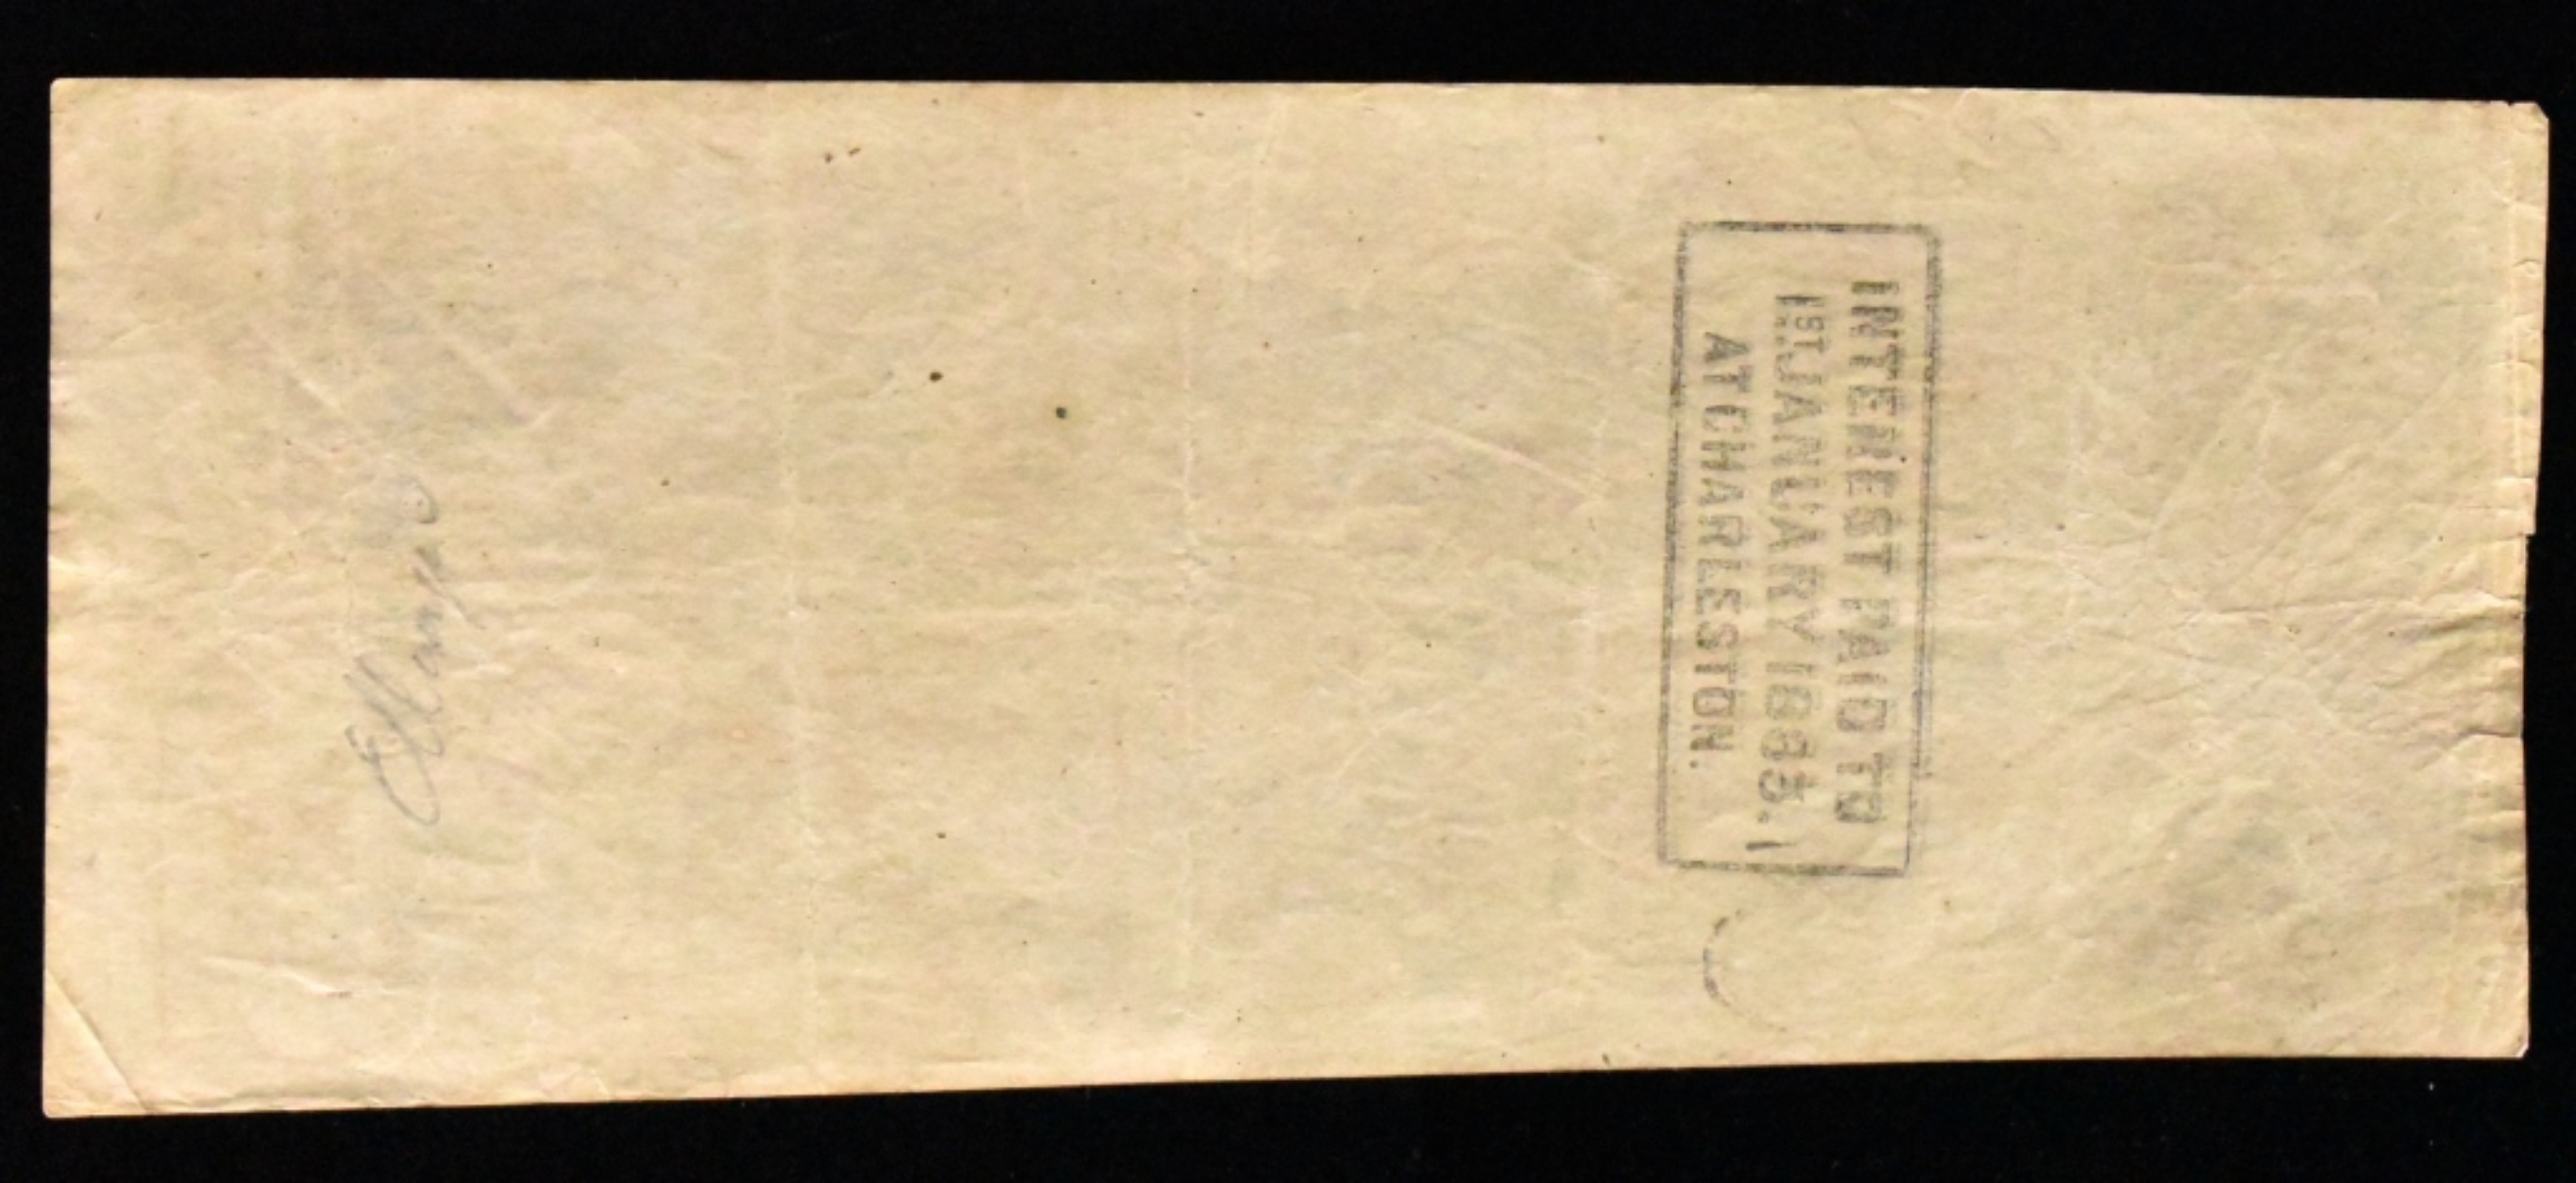 INTEREST PAID TO
1ST JANUARY 1863.
AT CHARLESTON.